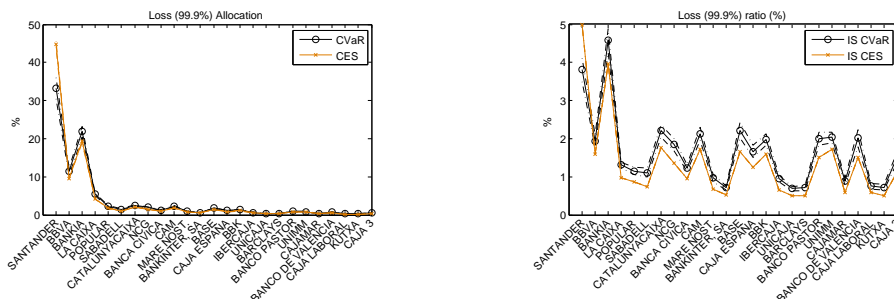 Loss (99.9%) Allocation
50
40
30
20
10
0
%
CVaR
CES
SANTANDER
BBVA
BANKIA
LA CAIXA
POPULAR
SABADELL
CATALUNYACAIXA
NCG
BANCA CIVICA
CAM
MARE NOST.
BANKINTER SA
BASE
CAJA ESPAÑA
BBK
IBERCAJA
UNICAJA
BARCLAYS
BANCO PASTOR
UNNIM
CAJAMAR
BANCO DE VALENCIA
CAJA LABORAL
KUTXA
CAJA 3
Loss (99.9%) ratio (%)
5
4
3
2
1
0
%
IS CVaR
IS CES
SANTANDER
BBVA
BANKIA
LA CAIXA
POPULAR
SABADELL
CATALUNYACAIXA
NCG
BANCA CIVICA
CAM
MARE NOST.
BANKINTER SA
BASE
CAJA ESPAÑA
BBK
IBERCAJA
UNICAJA
BARCLAYS
BANCO PASTOR
UNNIM
CAJAMAR
BANCO DE VALENCIA
CAJA LABORAL
KUTXA
CAJA 3